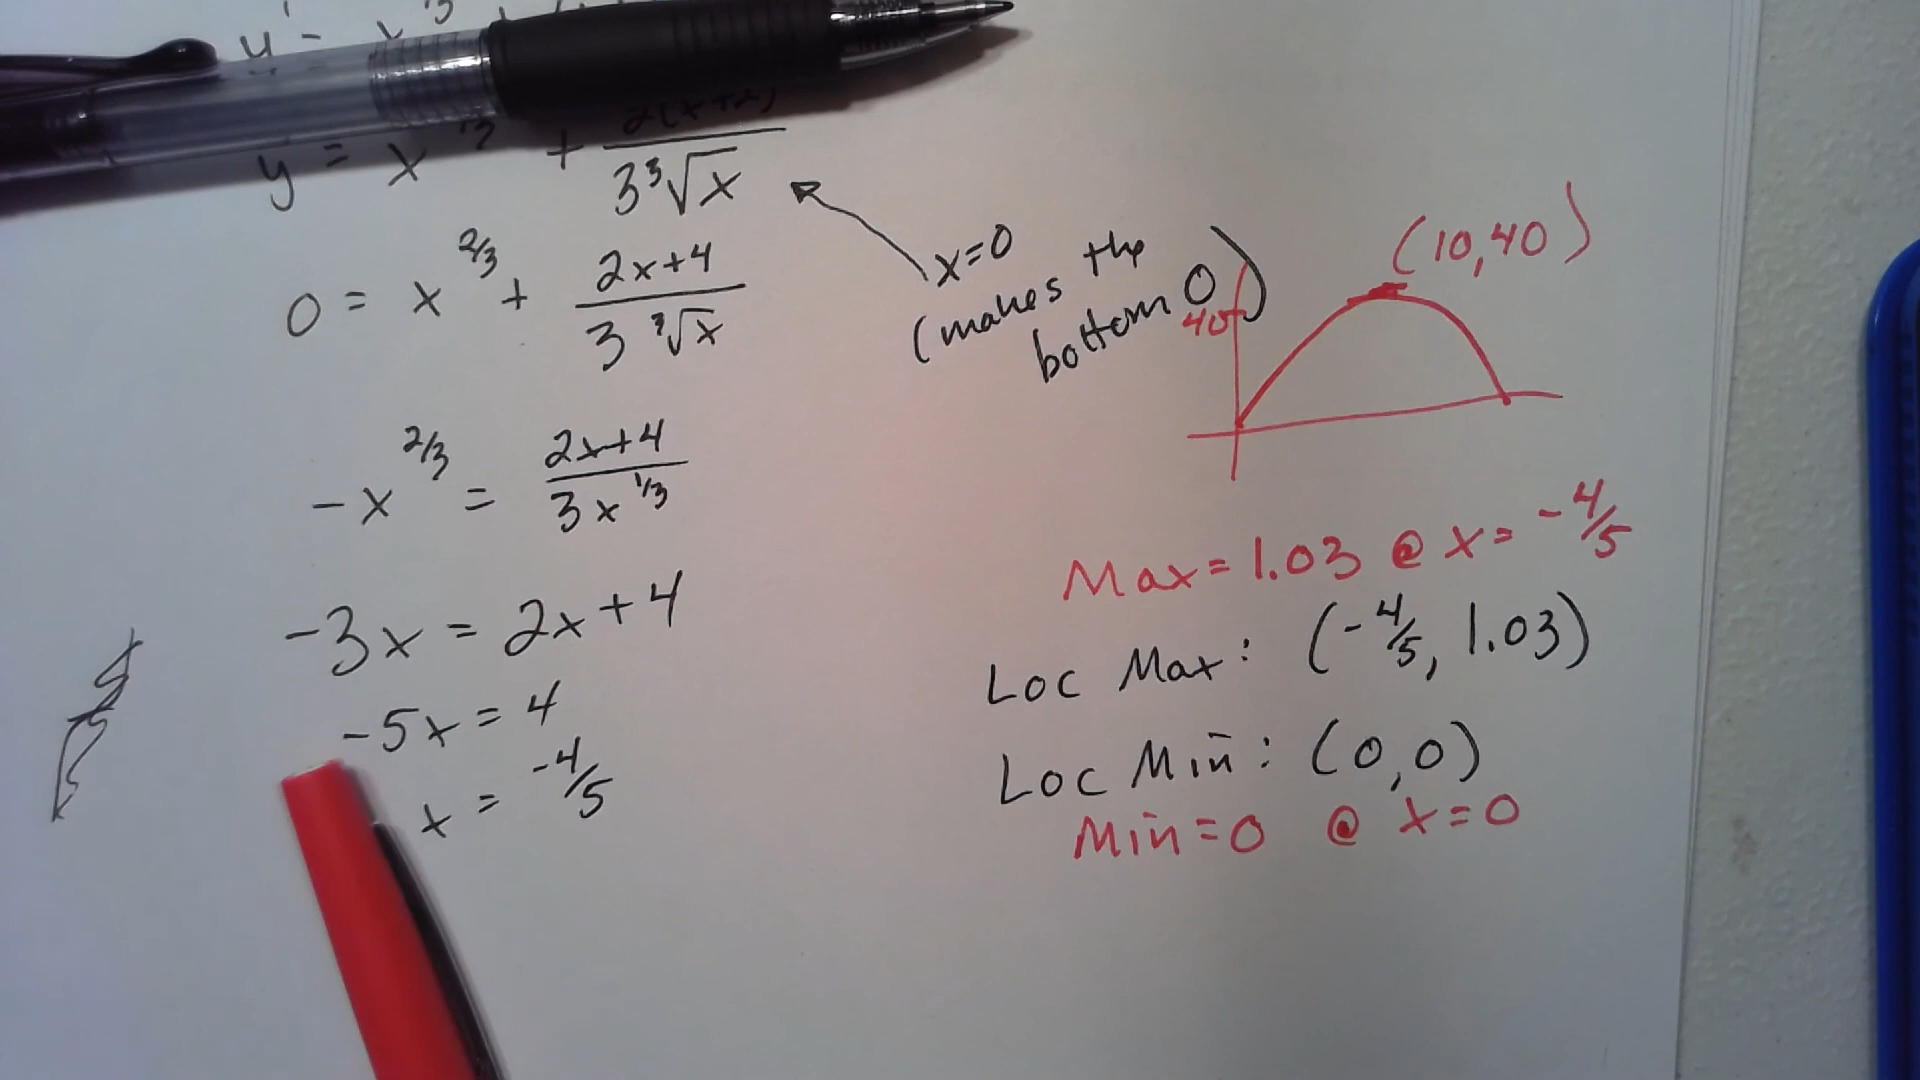 y = x + 2(x+2)
3 ∛x
0 = x^2/3 + 2x+4
3 ∛x
x=0
(makes the
bottom 0)
(10,40)
40
-x^2/3 = 2x+4
3x^1/3
-3x = 2x+4
-5x = 4
x = -4/5
Max = 1.03 @ x = -4/5
Loc Max: (-4/5, 1.03)
Loc Min: (0,0)
Min = 0 @ x = 0